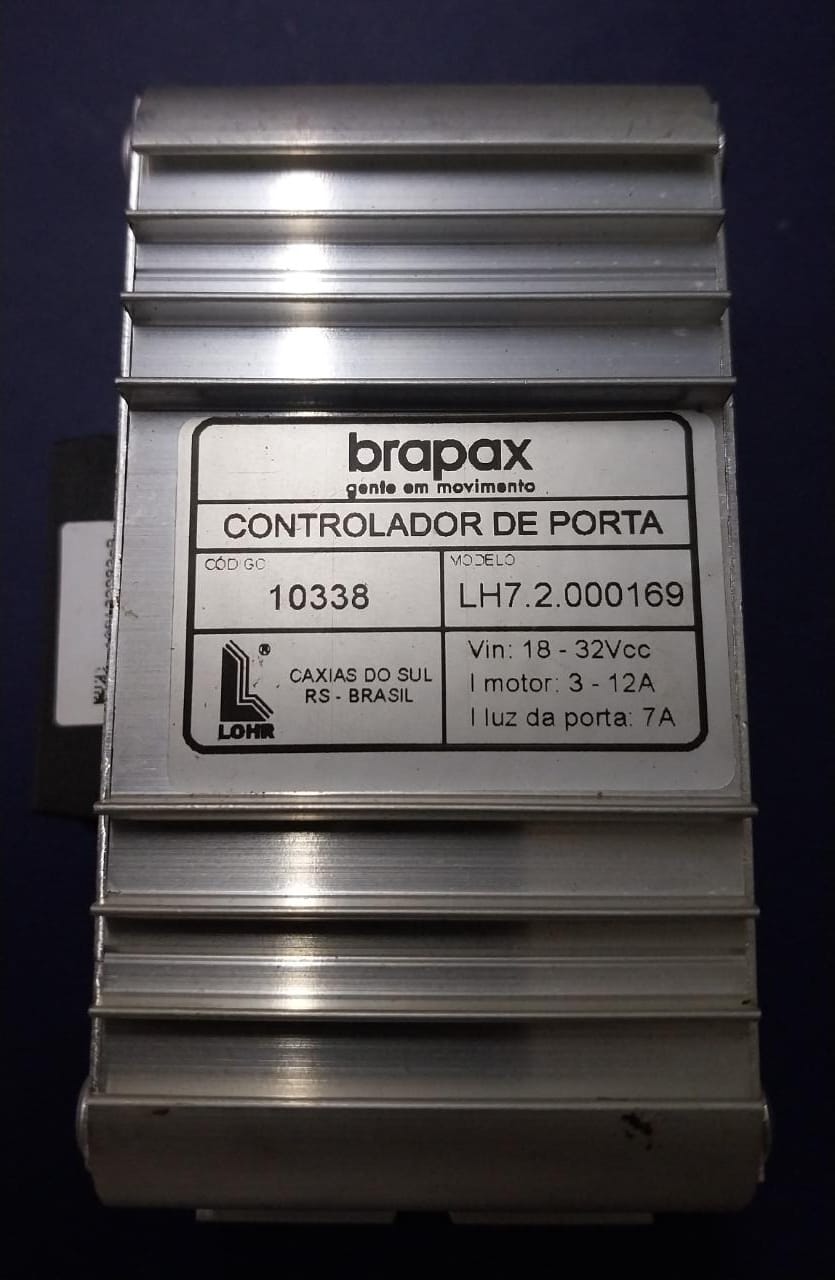 brapax
gente em movimento
CONTROLADOR DE PORTA
CÓDIGO
10338
MODELO
LH7.2.000169
®
LOHR
CAXIAS DO SUL
RS - BRASIL
Vin: 18 - 32Vcc
I motor: 3 - 12A
I luz da porta: 7A